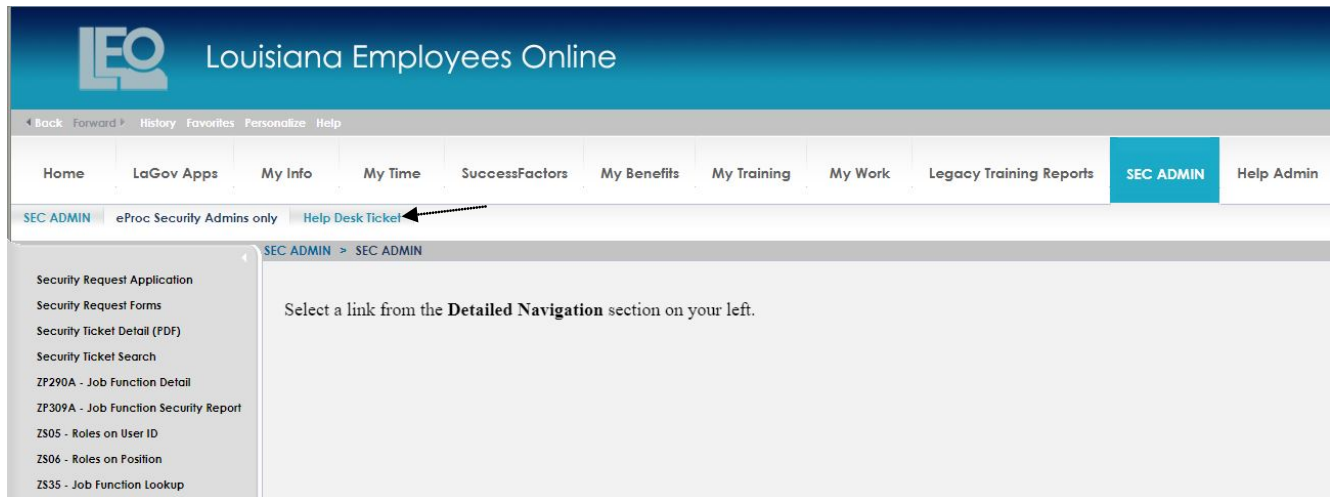 LEO Louisiana Employees Online
Back Forward History Favorites Personalize Help
Home LaGov Apps My Info My Time SuccessFactors My Benefits My Training My Work Legacy Training Reports SEC ADMIN Help Admin
SEC ADMIN eProc Security Admins only Help Desk Ticket
SEC ADMIN > SEC ADMIN
Security Request Application
Security Request Forms
Security Ticket Detail (PDF)
Security Ticket Search
ZP290A - Job Function Detail
ZP309A - Job Function Security Report
ZS05 - Roles on User ID
ZS06 - Roles on Position
ZS35 - Job Function Lookup
Select a link from the Detailed Navigation section on your left.